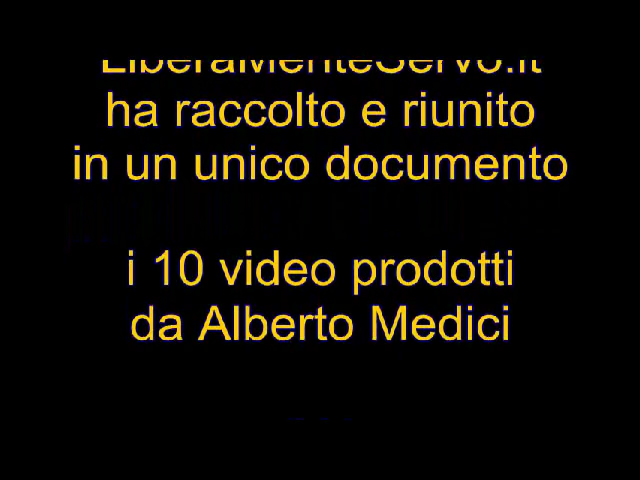 LiberaMenteServo.it
ha raccolto e riunito
in un unico documento
i 10 video prodotti
da Alberto Medici